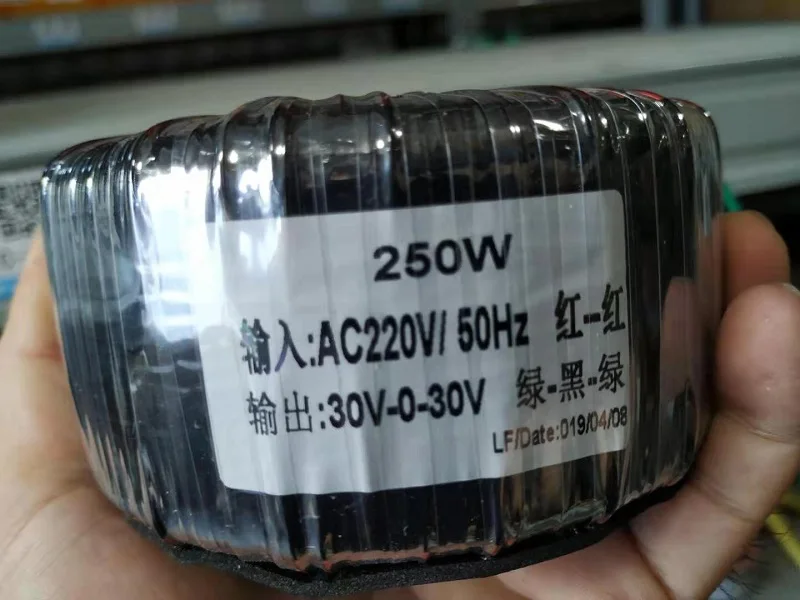 250W
输入:AC220V/ 50Hz 红--红
输出:30V-0-30V 绿-黑-绿
LF/Date:019/04/08